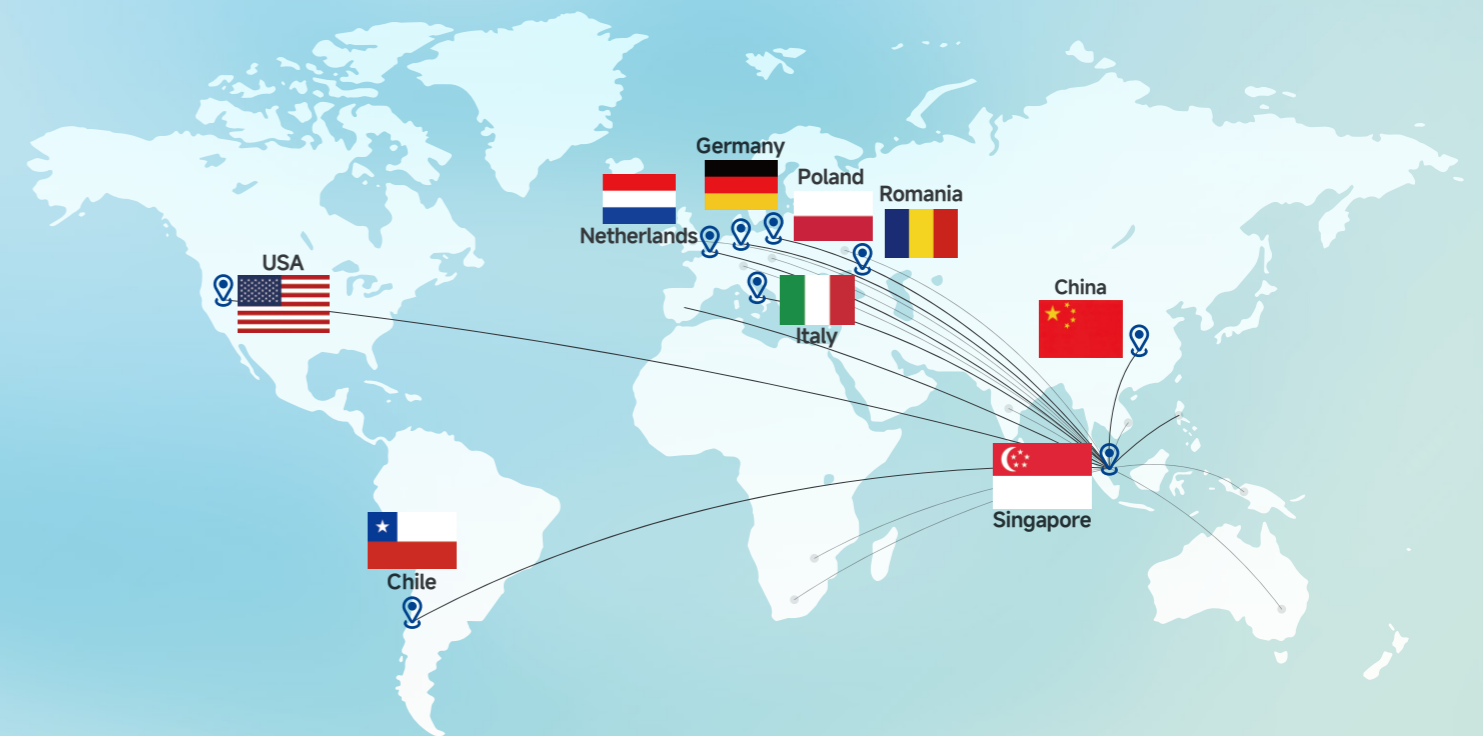 Germany
Poland
Romania
Netherlands
USA
China
Italy
Singapore
Chile